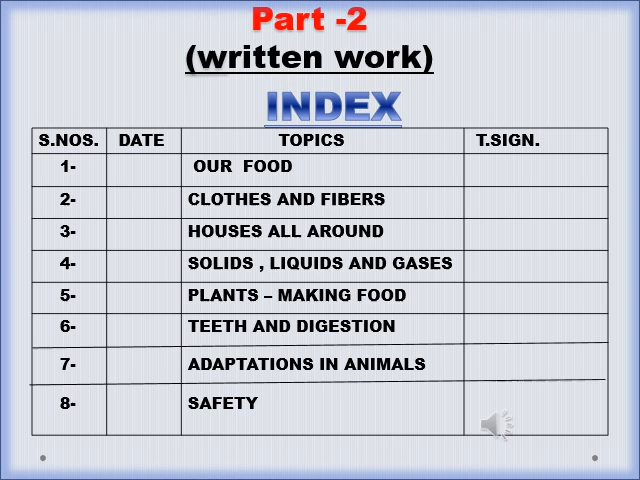 Part -2
(written work)
INDEX
S.NOS. DATE TOPICS T.SIGN.
1- OUR FOOD
2- CLOTHES AND FIBERS
3- HOUSES ALL AROUND
4- SOLIDS , LIQUIDS AND GASES
5- PLANTS – MAKING FOOD
6- TEETH AND DIGESTION
7- ADAPTATIONS IN ANIMALS
8- SAFETY